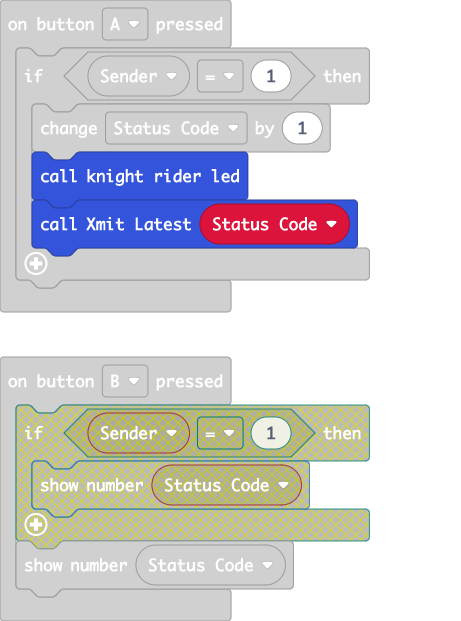 on button A pressed
if Sender = 1 then
change Status Code by 1
call knight rider led
call Xmit Latest Status Code
on button B pressed
if Sender = 1 then
show number Status Code
show number Status Code